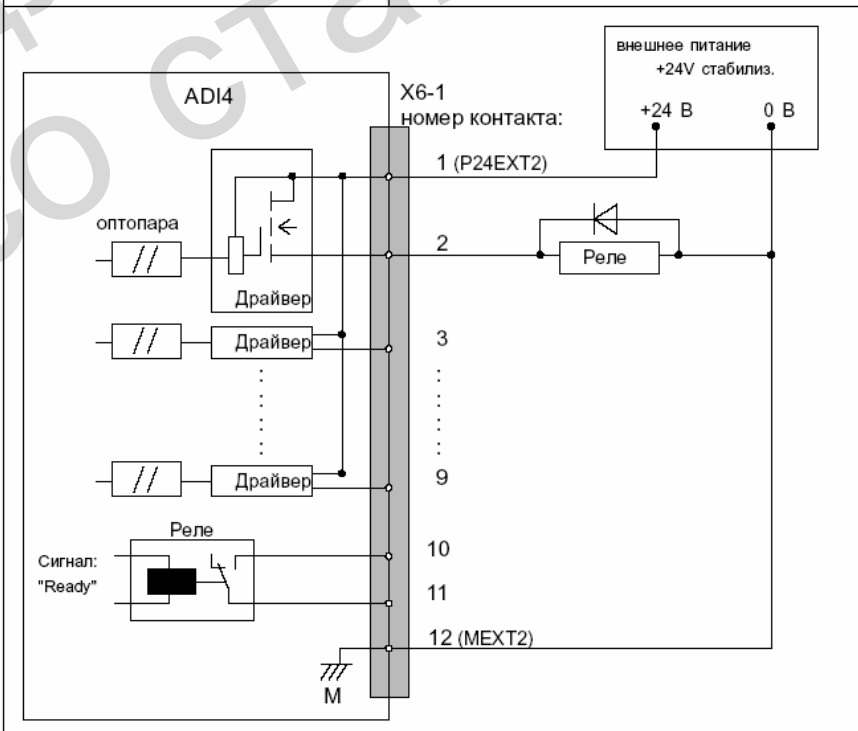 внешнее питание
+24V стабилиз.
+24 В 0 В
ADI4
X6-1
номер контакта:
1 (P24EXT2)
оптопара
2
Реле
Драйвер
Драйвер
3
Драйвер
9
Реле
10
Сигнал:
"Ready"
11
12 (MEXT2)
M